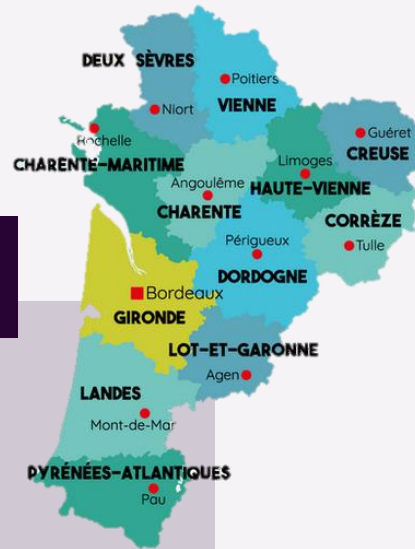 DEUX SÈVRES
Poitiers
VIENNE
Niort
Rochelle
Guéret
CREUSE
CHARENTE-MARITIME
Limoges
HAUTE-VIENNE
Angoulême
CHARENTE
CORRÈZE
Tulle
Périgueux
DORDOGNE
Bordeaux
GIRONDE
LOT-ET-GARONNE
Agen
LANDES
Mont-de-Mar
PYRÉNÉES-ATLANTIQUES
Pau